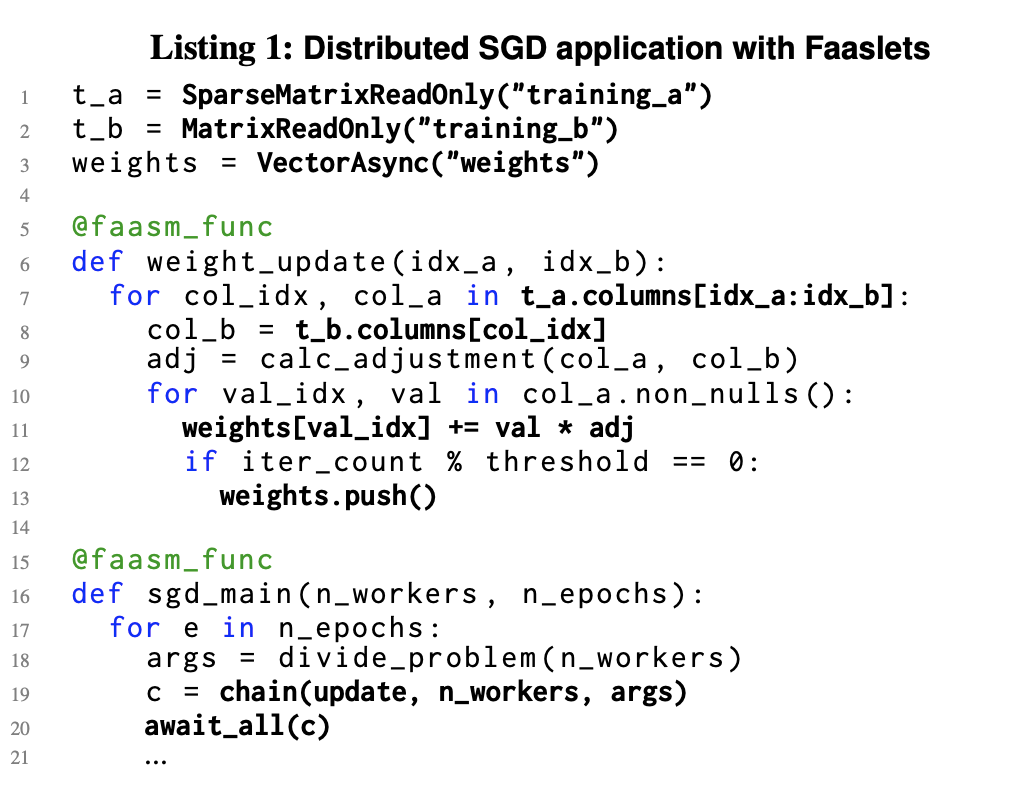 Listing 1: Distributed SGD application with Faaslets
1 t_a = SparseMatrixReadOnly("training_a")
2 t_b = MatrixReadOnly("training_b")
3 weights = VectorAsync("weights")
4
5 @faasm_func
6 def weight_update(idx_a, idx_b):
7 for col_idx, col_a in t_a.columns[idx_a:idx_b]:
8 col_b = t_b.columns[col_idx]
9 adj = calc_adjustment(col_a, col_b)
10 for val_idx, val in col_a.non_nulls():
11 weights[val_idx] += val * adj
12 if iter_count % threshold == 0:
13 weights.push()
14
15 @faasm_func
16 def sgd_main(n_workers, n_epochs):
17 for e in n_epochs:
18 args = divide_problem(n_workers)
19 c = chain(update, n_workers, args)
20 await_all(c)
21 ...